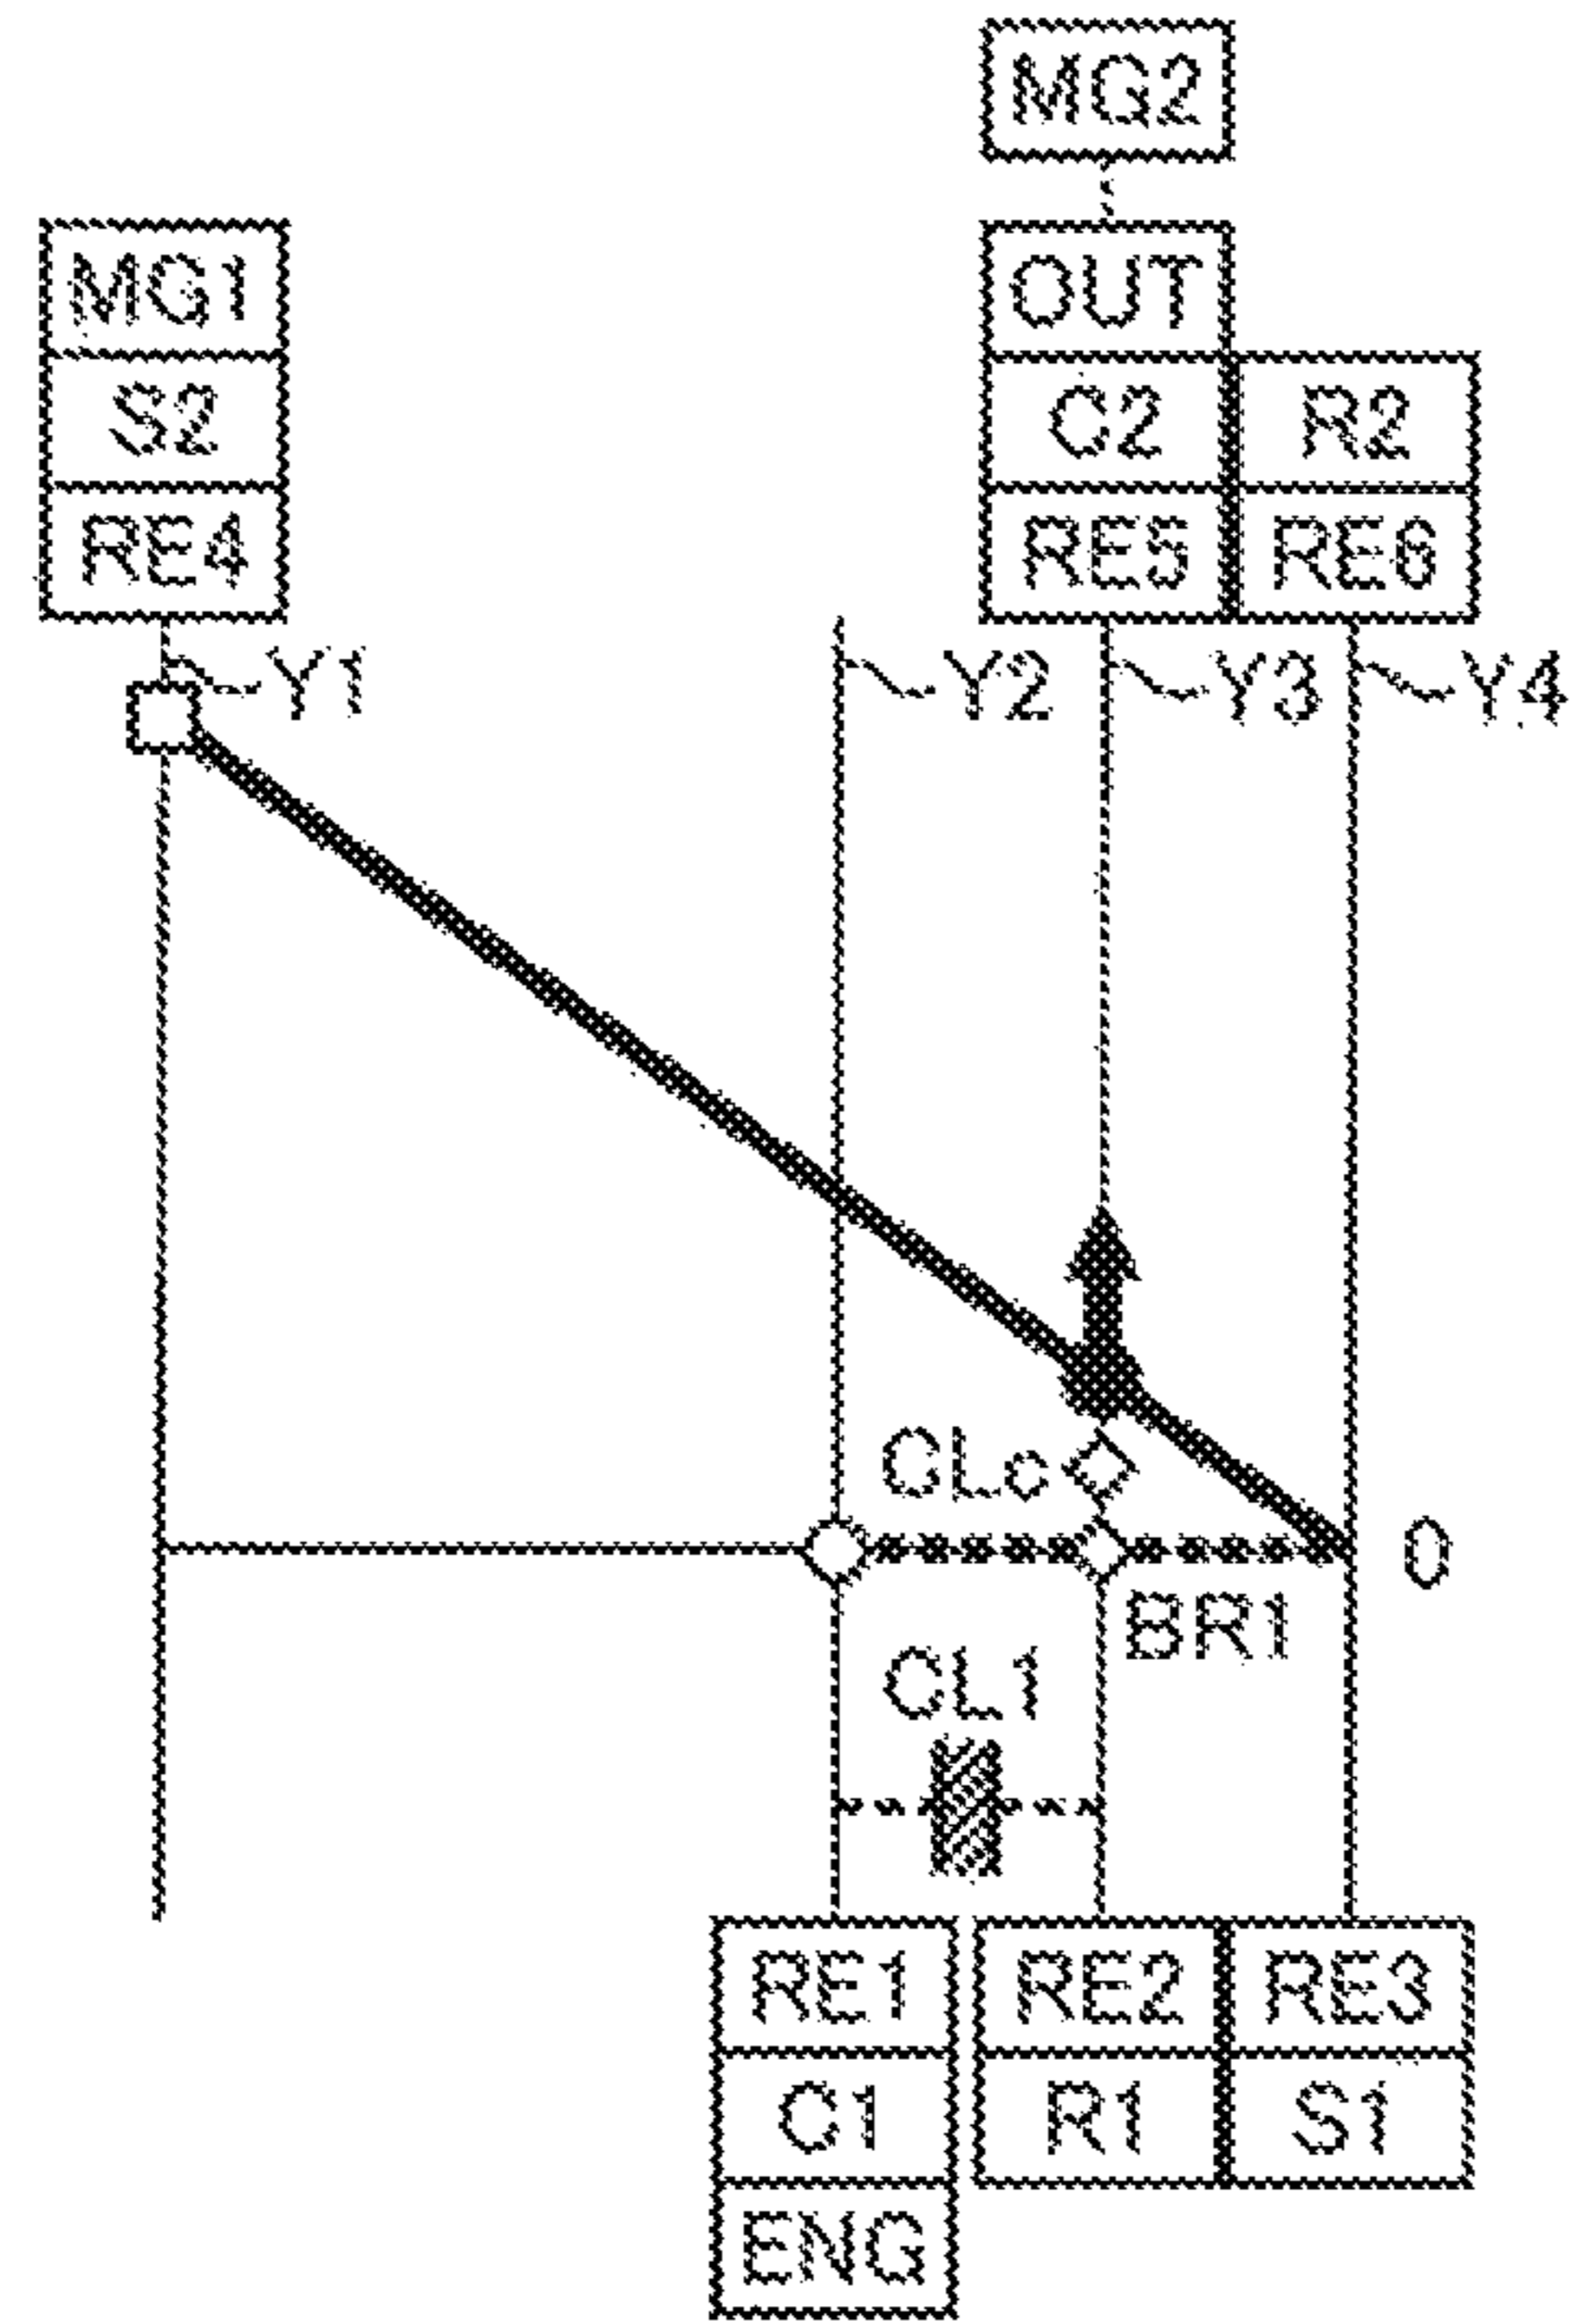 MG2
MG1 OUT
S2 C2 R2
RE4 RE5 RE6
Y1 Y2 Y3 Y4
CLc
0
BR1
CL1
RE1 RE2 RE3
C1 R1 S1
ENG